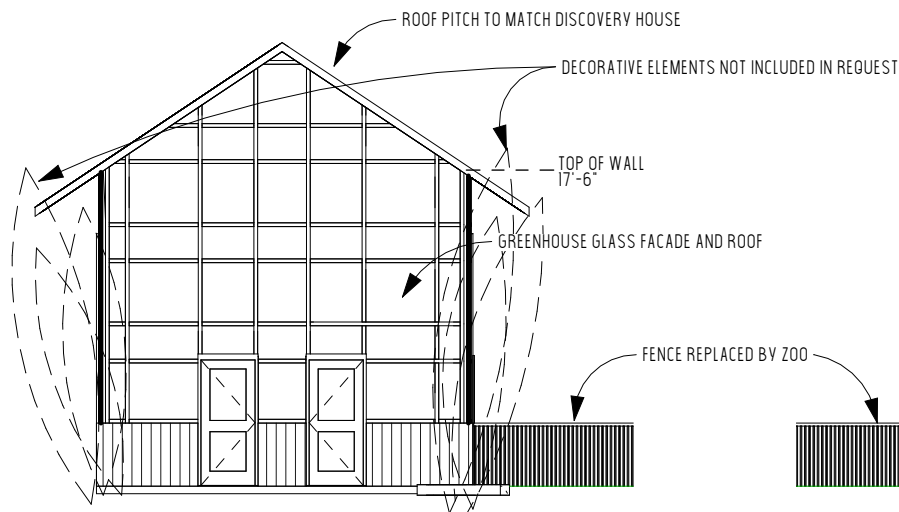 ROOF PITCH TO MATCH DISCOVERY HOUSE
DECORATIVE ELEMENTS NOT INCLUDED IN REQUEST
TOP OF WALL
17'-6"
GREENHOUSE GLASS FACADE AND ROOF
FENCE REPLACED BY ZOO